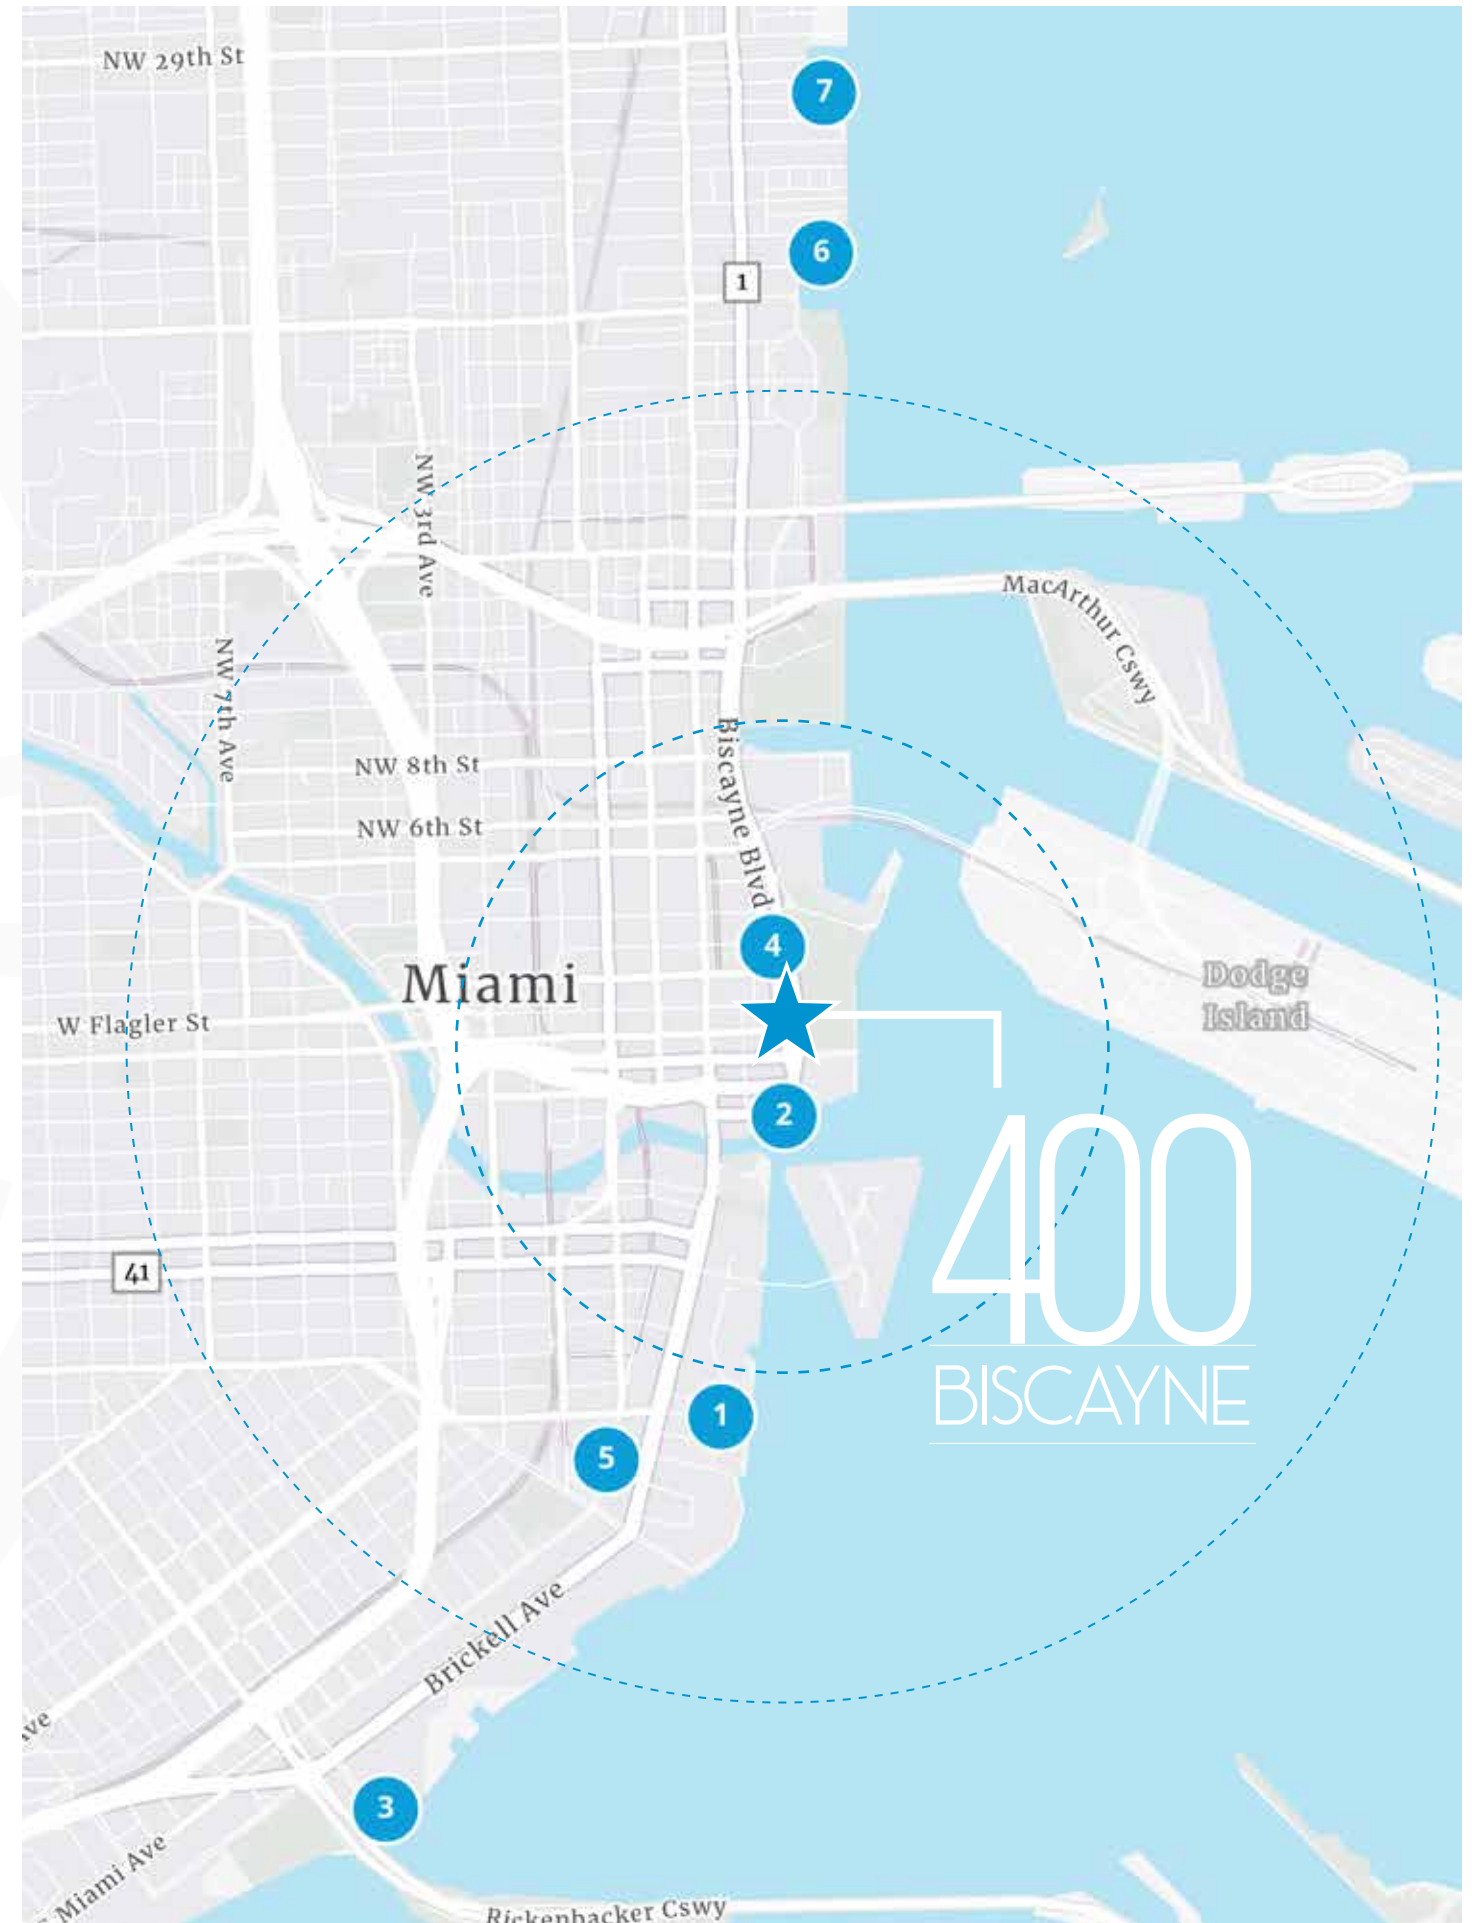 NW 29th St
7
6
1
NW 3rd Ave
MacArthur Cswy
NW 7th Ave
Biscayne Blvd
NW 8th St
NW 6th St
4
Miami
Dodge
Island
W Flagler St
2
400
BISCAYNE
41
1
5
Brickell Ave
ve
3
Miami Ave
Rickenbacker Cswy